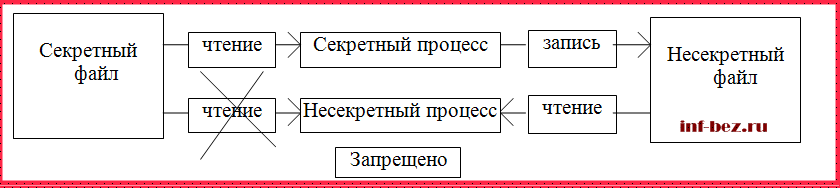 Секретный
файл
чтение
Секретный процесс
запись
Несекретный
файл
чтение
Несекретный процесс
чтение
inf-bez.ru
Запрещено